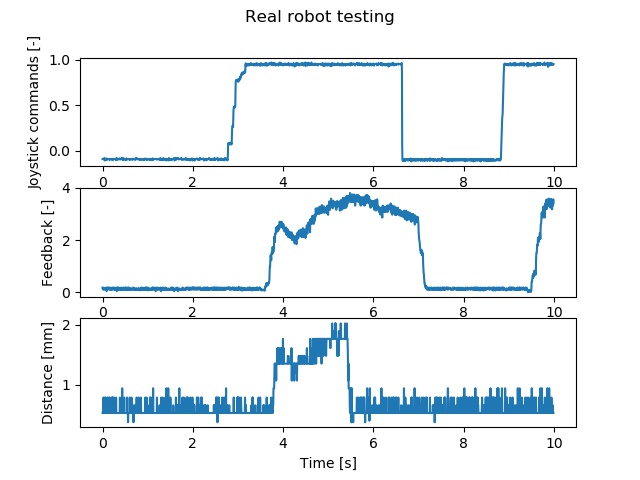 Real robot testing
Joystick commands [-]
1.0
0.5
0.0
0 2 4 6 8 10
Feedback [-]
4
2
0
0 2 4 6 8 10
Distance [mm]
2
1
0 2 4 6 8 10
Time [s]